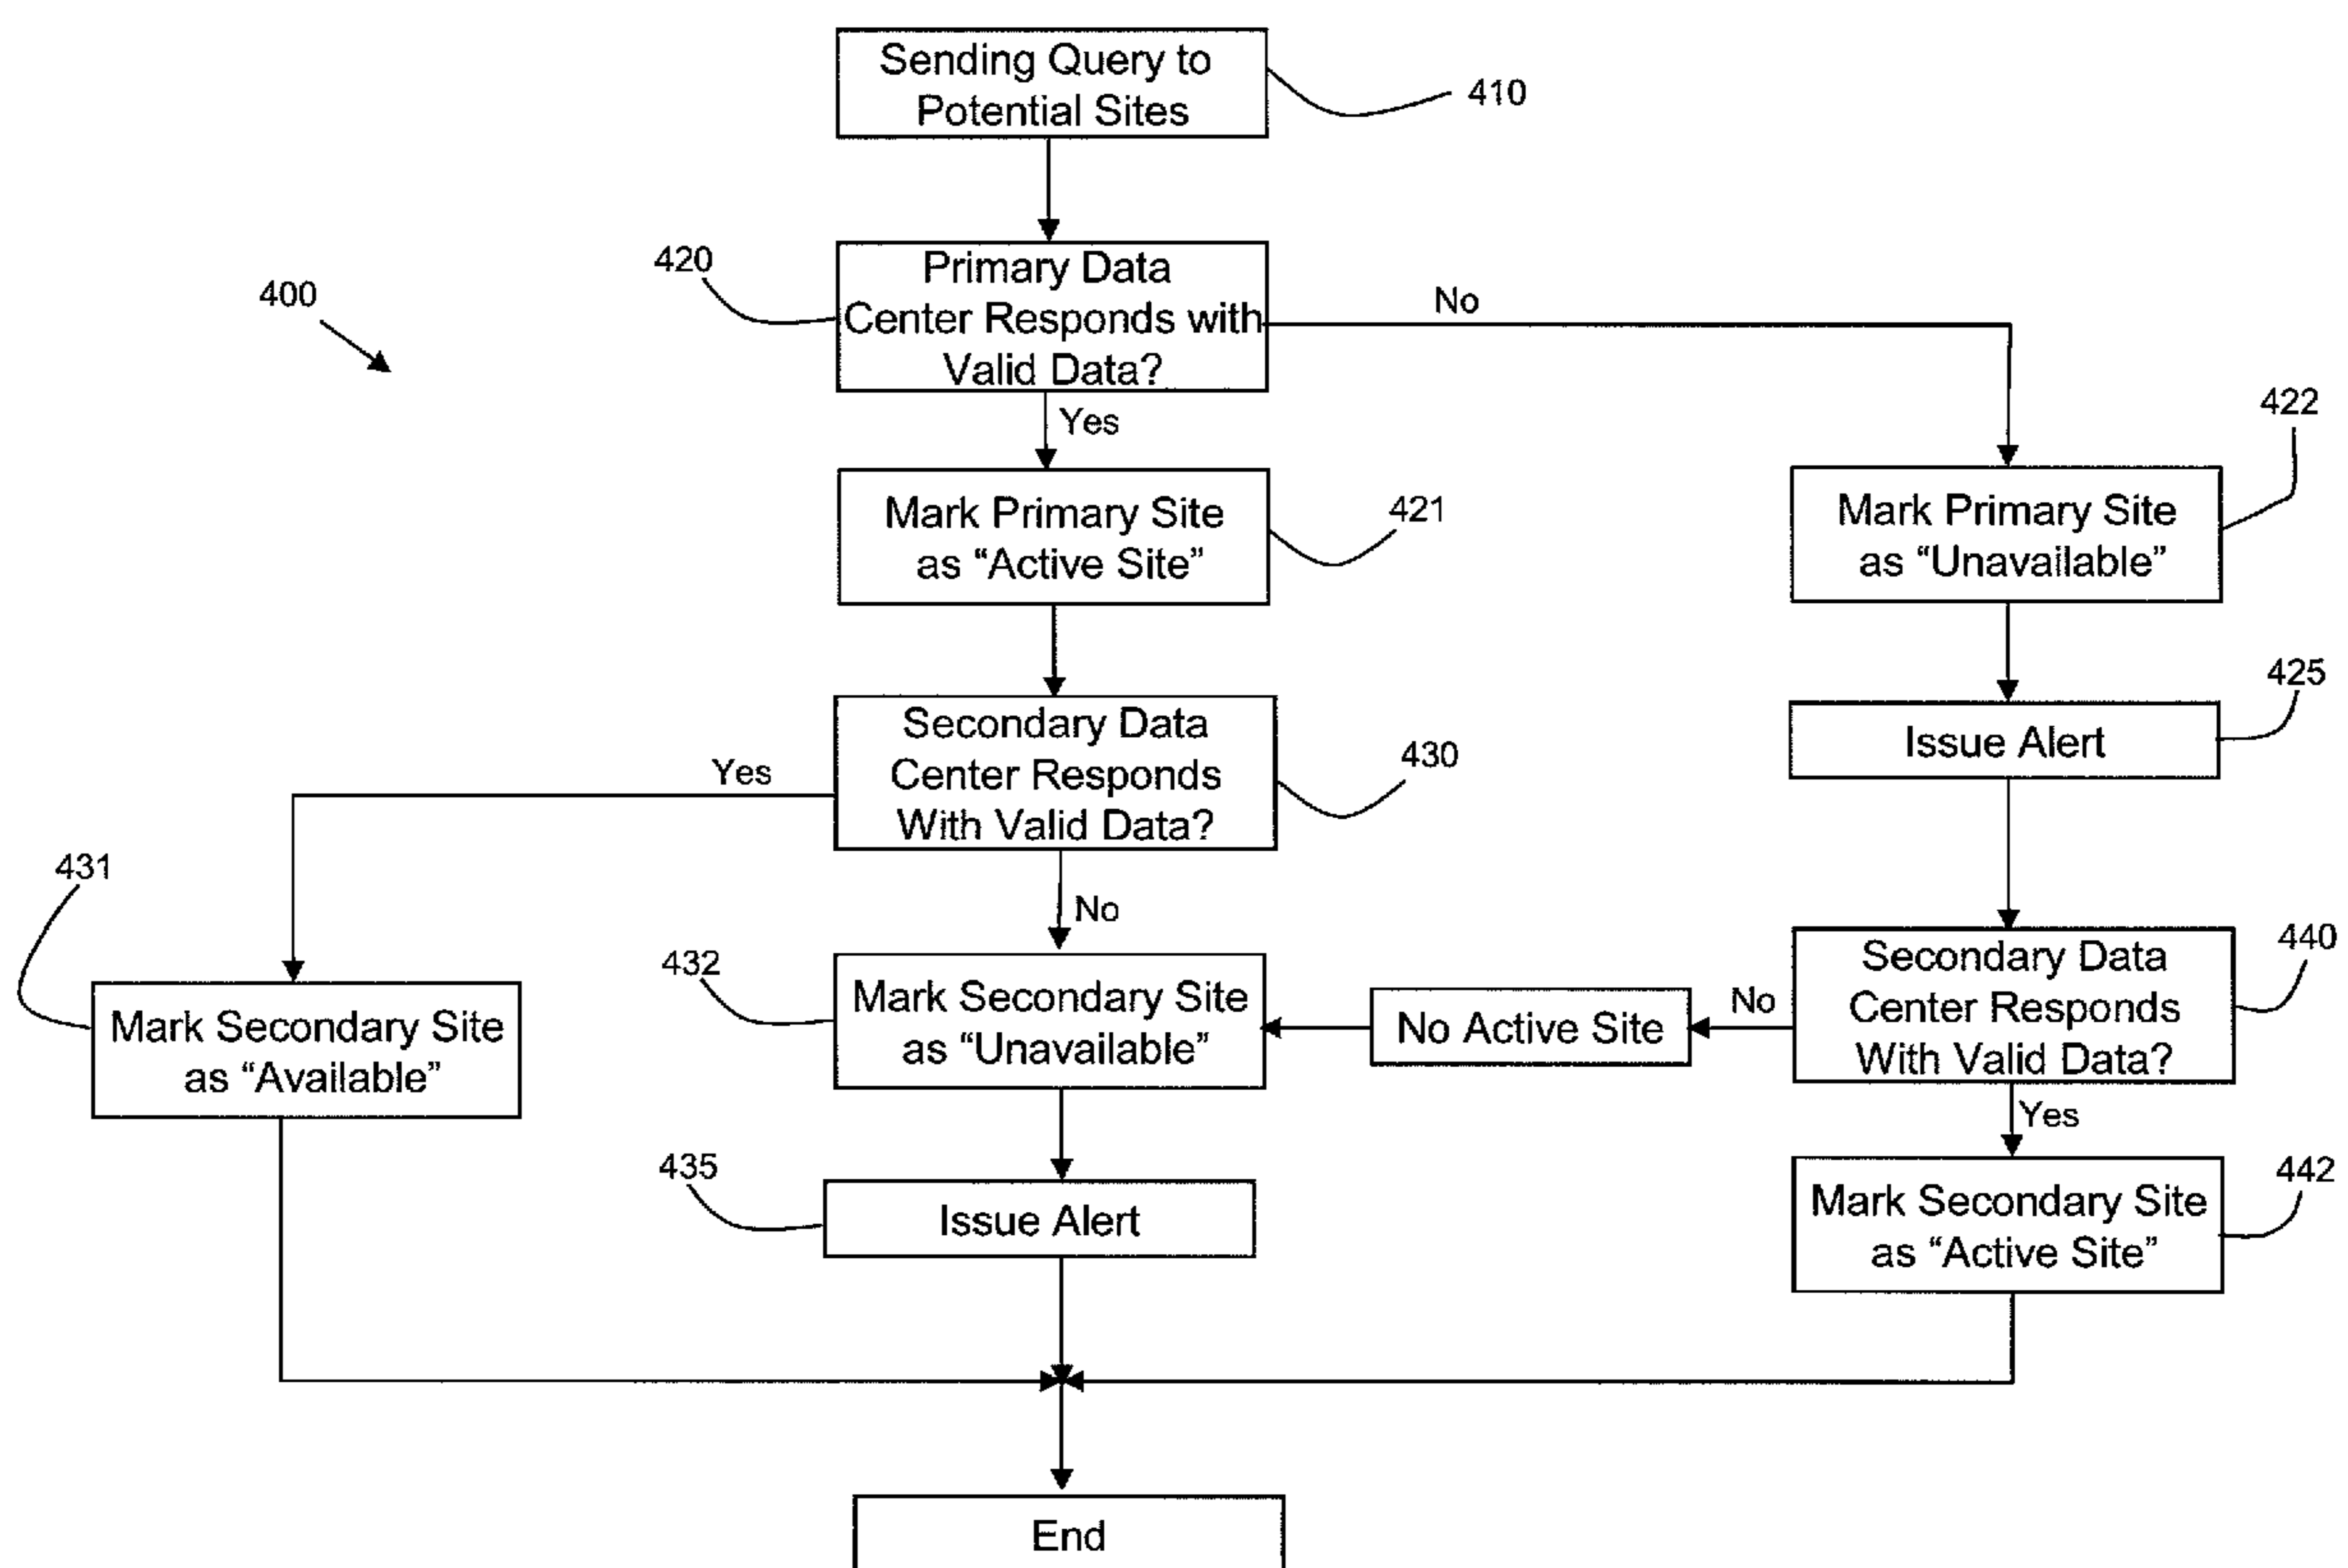 Sending Query to
Potential Sites
410
420
Primary Data
Center Responds with
Valid Data?
No
400
Yes
422
Mark Primary Site
as “Active Site”
421
Mark Primary Site
as “Unavailable”
425
Issue Alert
Secondary Data
Center Responds
With Valid Data?
430
Yes
No
431
Mark Secondary Site
as “Available”
432
Mark Secondary Site
as “Unavailable”
No Active Site
No
Secondary Data
Center Responds
With Valid Data?
440
Yes
435
Issue Alert
Mark Secondary Site
as “Active Site”
442
End